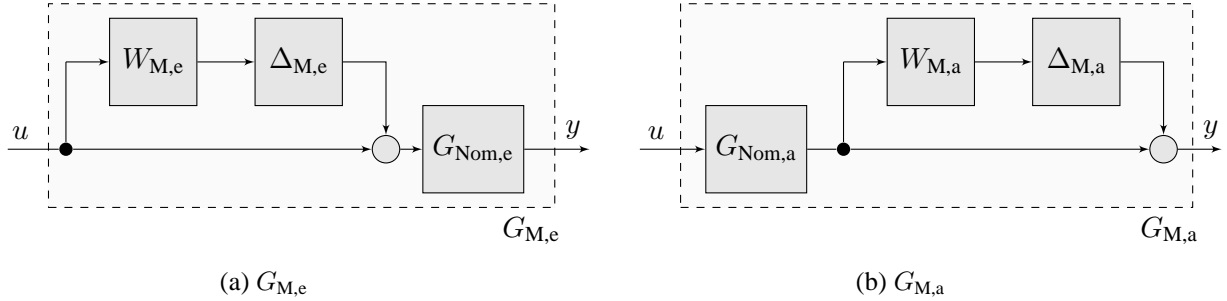 W_M,e Δ_M,e
u G_Nom,e y
G_M,e
(a) G_M,e
W_M,a Δ_M,a
u G_Nom,a y
G_M,a
(b) G_M,a